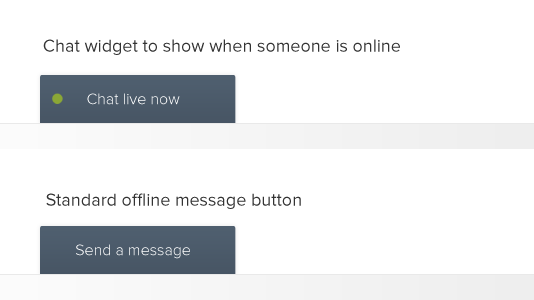 Chat widget to show when someone is online
Chat live now
Standard offline message button
Send a message